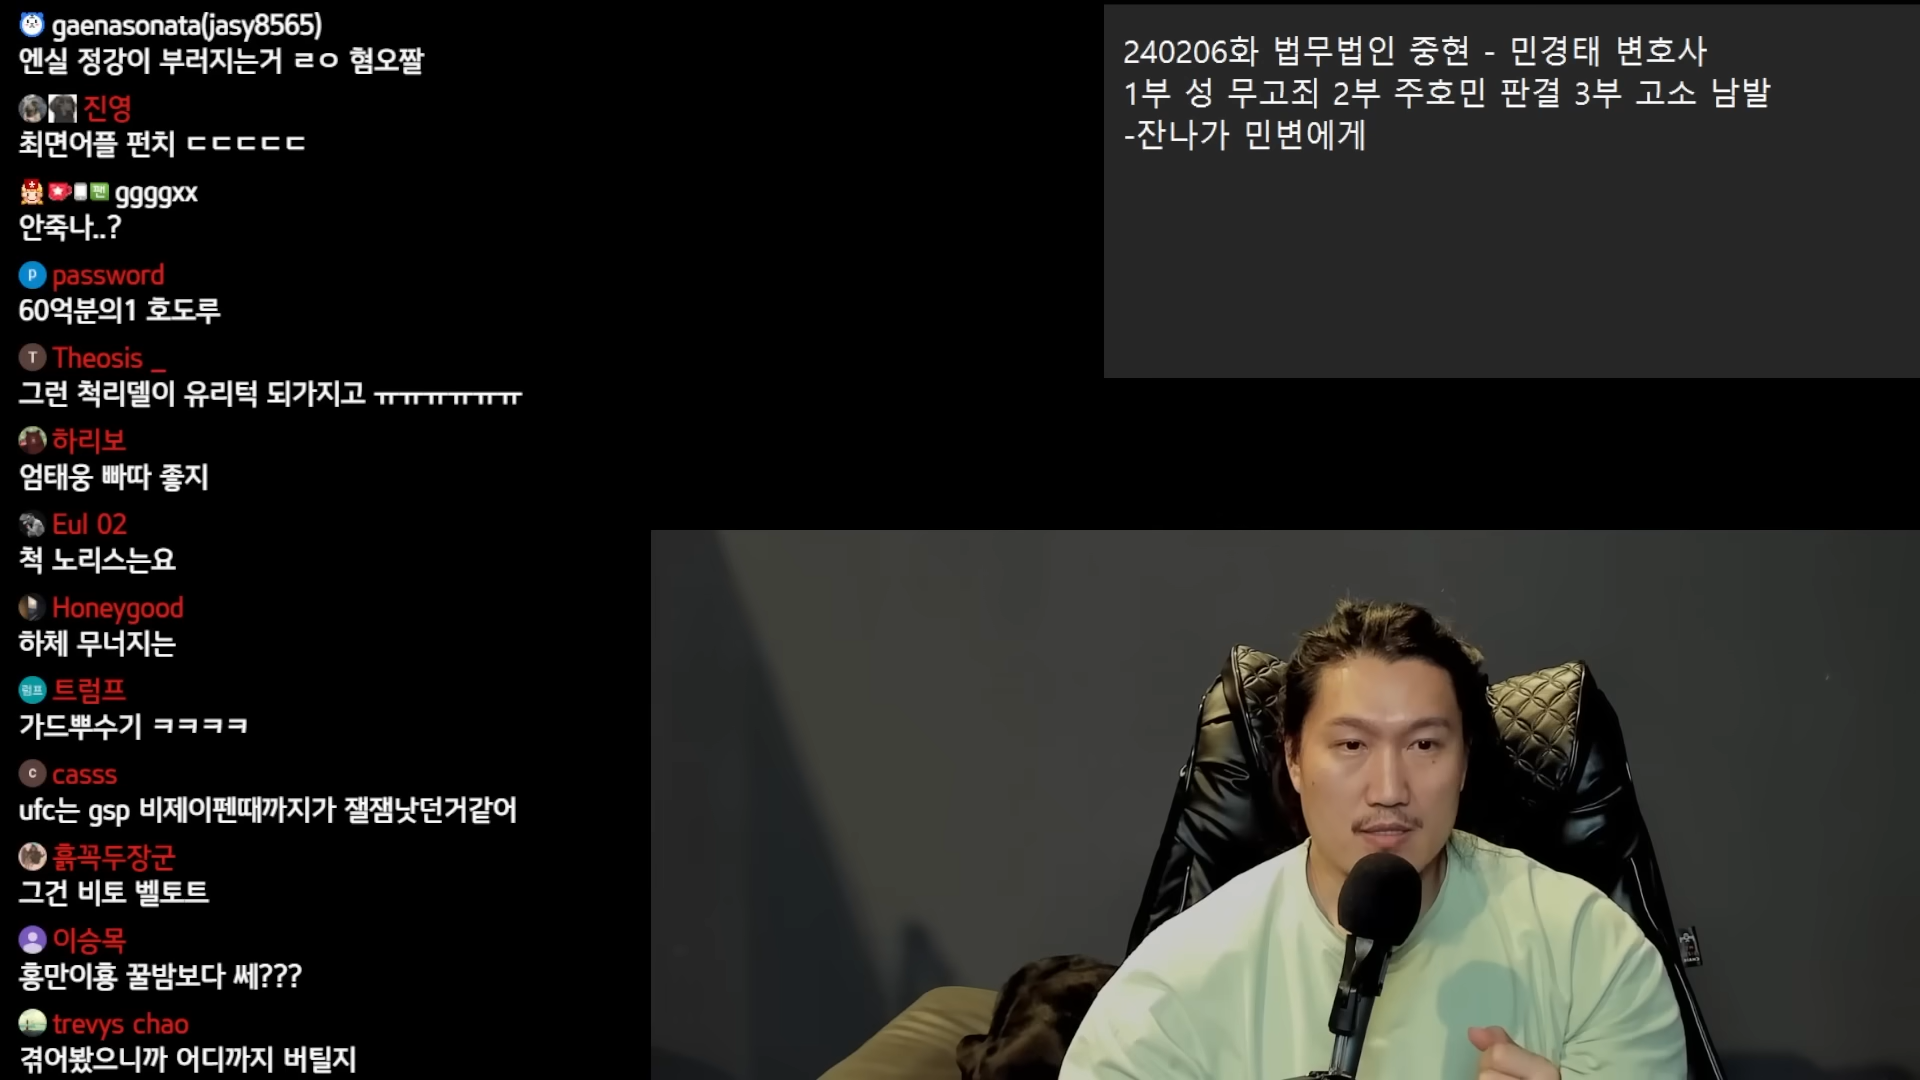 gaenasonata(jasy8565)
엔실 정강이 부러지는거 ㄹㅇ 혐오짤
진영
최면어플 펀치 ㄷㄷㄷㄷㄷ
팬 ggggxx
안죽나..?
P password
60억분의1 호도루
T Theosis _
그런 척리델이 유리턱 되가지고 ㅠㅠㅠㅠㅠㅠ
하리보
엄태웅 빠따 좋지
Eul 02
척 노리스는요
Honeygood
하체 무너지는
럼프 트럼프
가드뿌수기 ㅋㅋㅋㅋ
c casss
ufc는 gsp 비제이펜때까지가 잴잼낫던거같어
흙꼭두장군
그건 비토 벨토트
이승목
홍만이횽 꿀밤보다 쎄???
trevys chao
겪어봤으니까 어디까지 버틸지
240206화 법무법인 중현 - 민경태 변호사
1부 성 무고죄 2부 주호민 판결 3부 고소 남발
-잔나가 민변에게